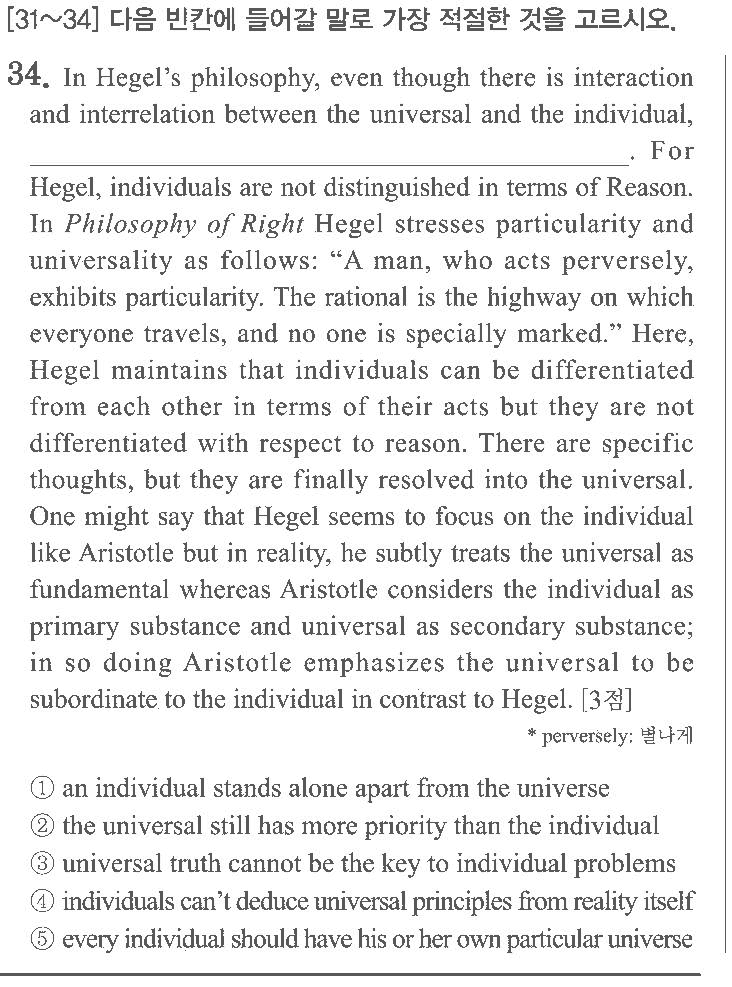 [31～34] 다음 빈칸에 들어갈 말로 가장 적절한 것을 고르시오.
34. In Hegel's philosophy, even though there is interaction
and interrelation between the universal and the individual,
______________________________. For
Hegel, individuals are not distinguished in terms of Reason.
In Philosophy of Right Hegel stresses particularity and
universality as follows: “A man, who acts perversely,
exhibits particularity. The rational is the highway on which
everyone travels, and no one is specially marked.” Here,
Hegel maintains that individuals can be differentiated
from each other in terms of their acts but they are not
differentiated with respect to reason. There are specific
thoughts, but they are finally resolved into the universal.
One might say that Hegel seems to focus on the individual
like Aristotle but in reality, he subtly treats the universal as
fundamental whereas Aristotle considers the individual as
primary substance and universal as secondary substance;
in so doing Aristotle emphasizes the universal to be
subordinate to the individual in contrast to Hegel. [3점]
* perversely: 별나게
① an individual stands alone apart from the universe
② the universal still has more priority than the individual
③ universal truth cannot be the key to individual problems
④ individuals can't deduce universal principles from reality itself
⑤ every individual should have his or her own particular universe